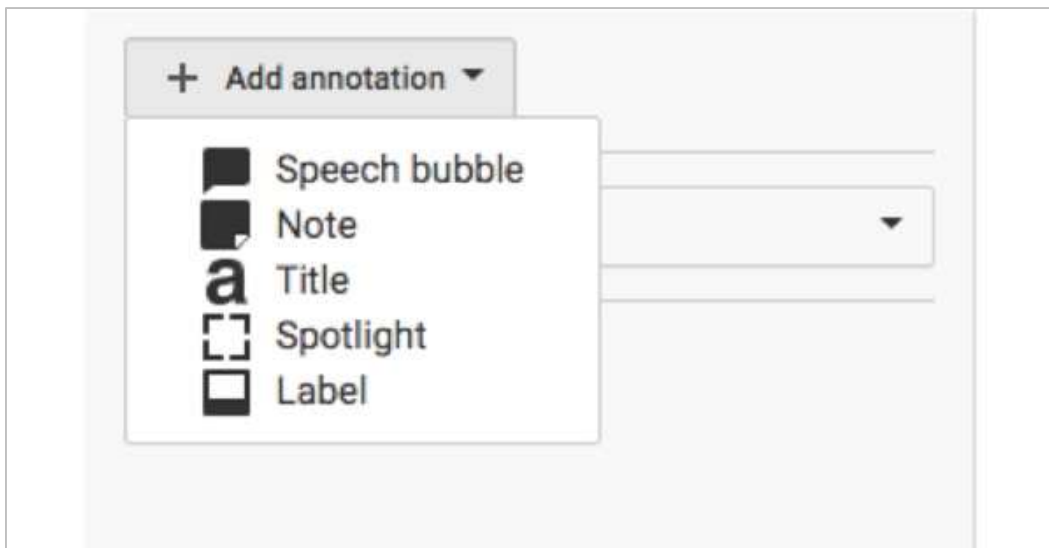 + Add annotation
Speech bubble
Note
a Title
Spotlight
Label